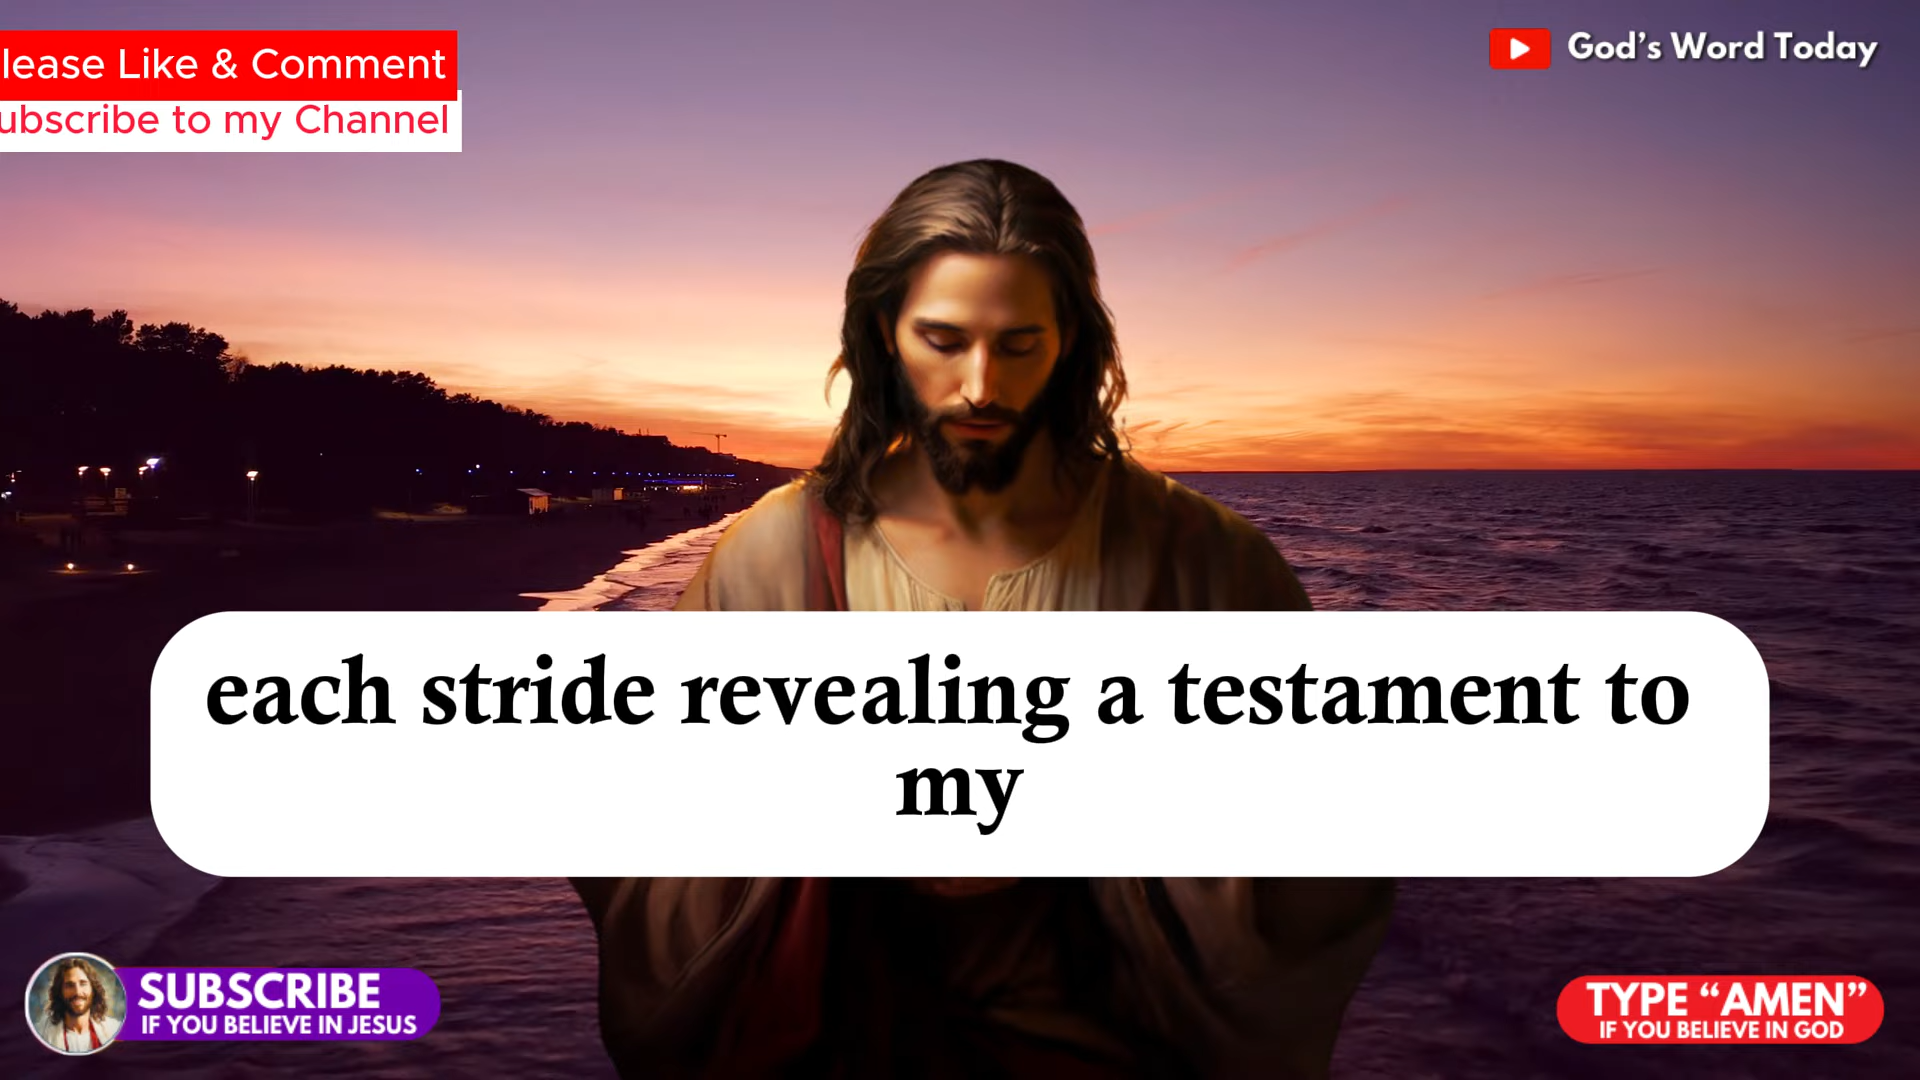 lease Like & Comment
ubscribe to my Channel
God's Word Today
each stride revealing a testament to
my
SUBSCRIBE
IF YOU BELIEVE IN JESUS
TYPE “AMEN”
IF YOU BELIEVE IN GOD